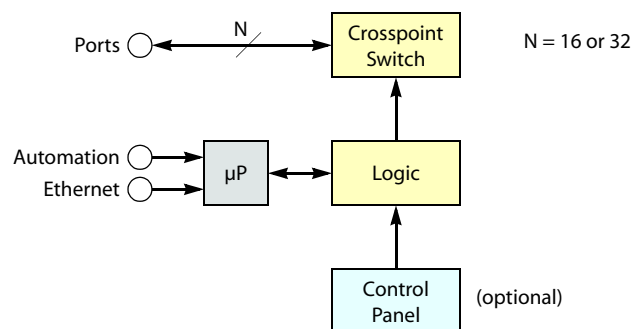 N
Ports
Crosspoint
Switch
N = 16 or 32
Automation
Ethernet
µP
Logic
Control
Panel
(optional)